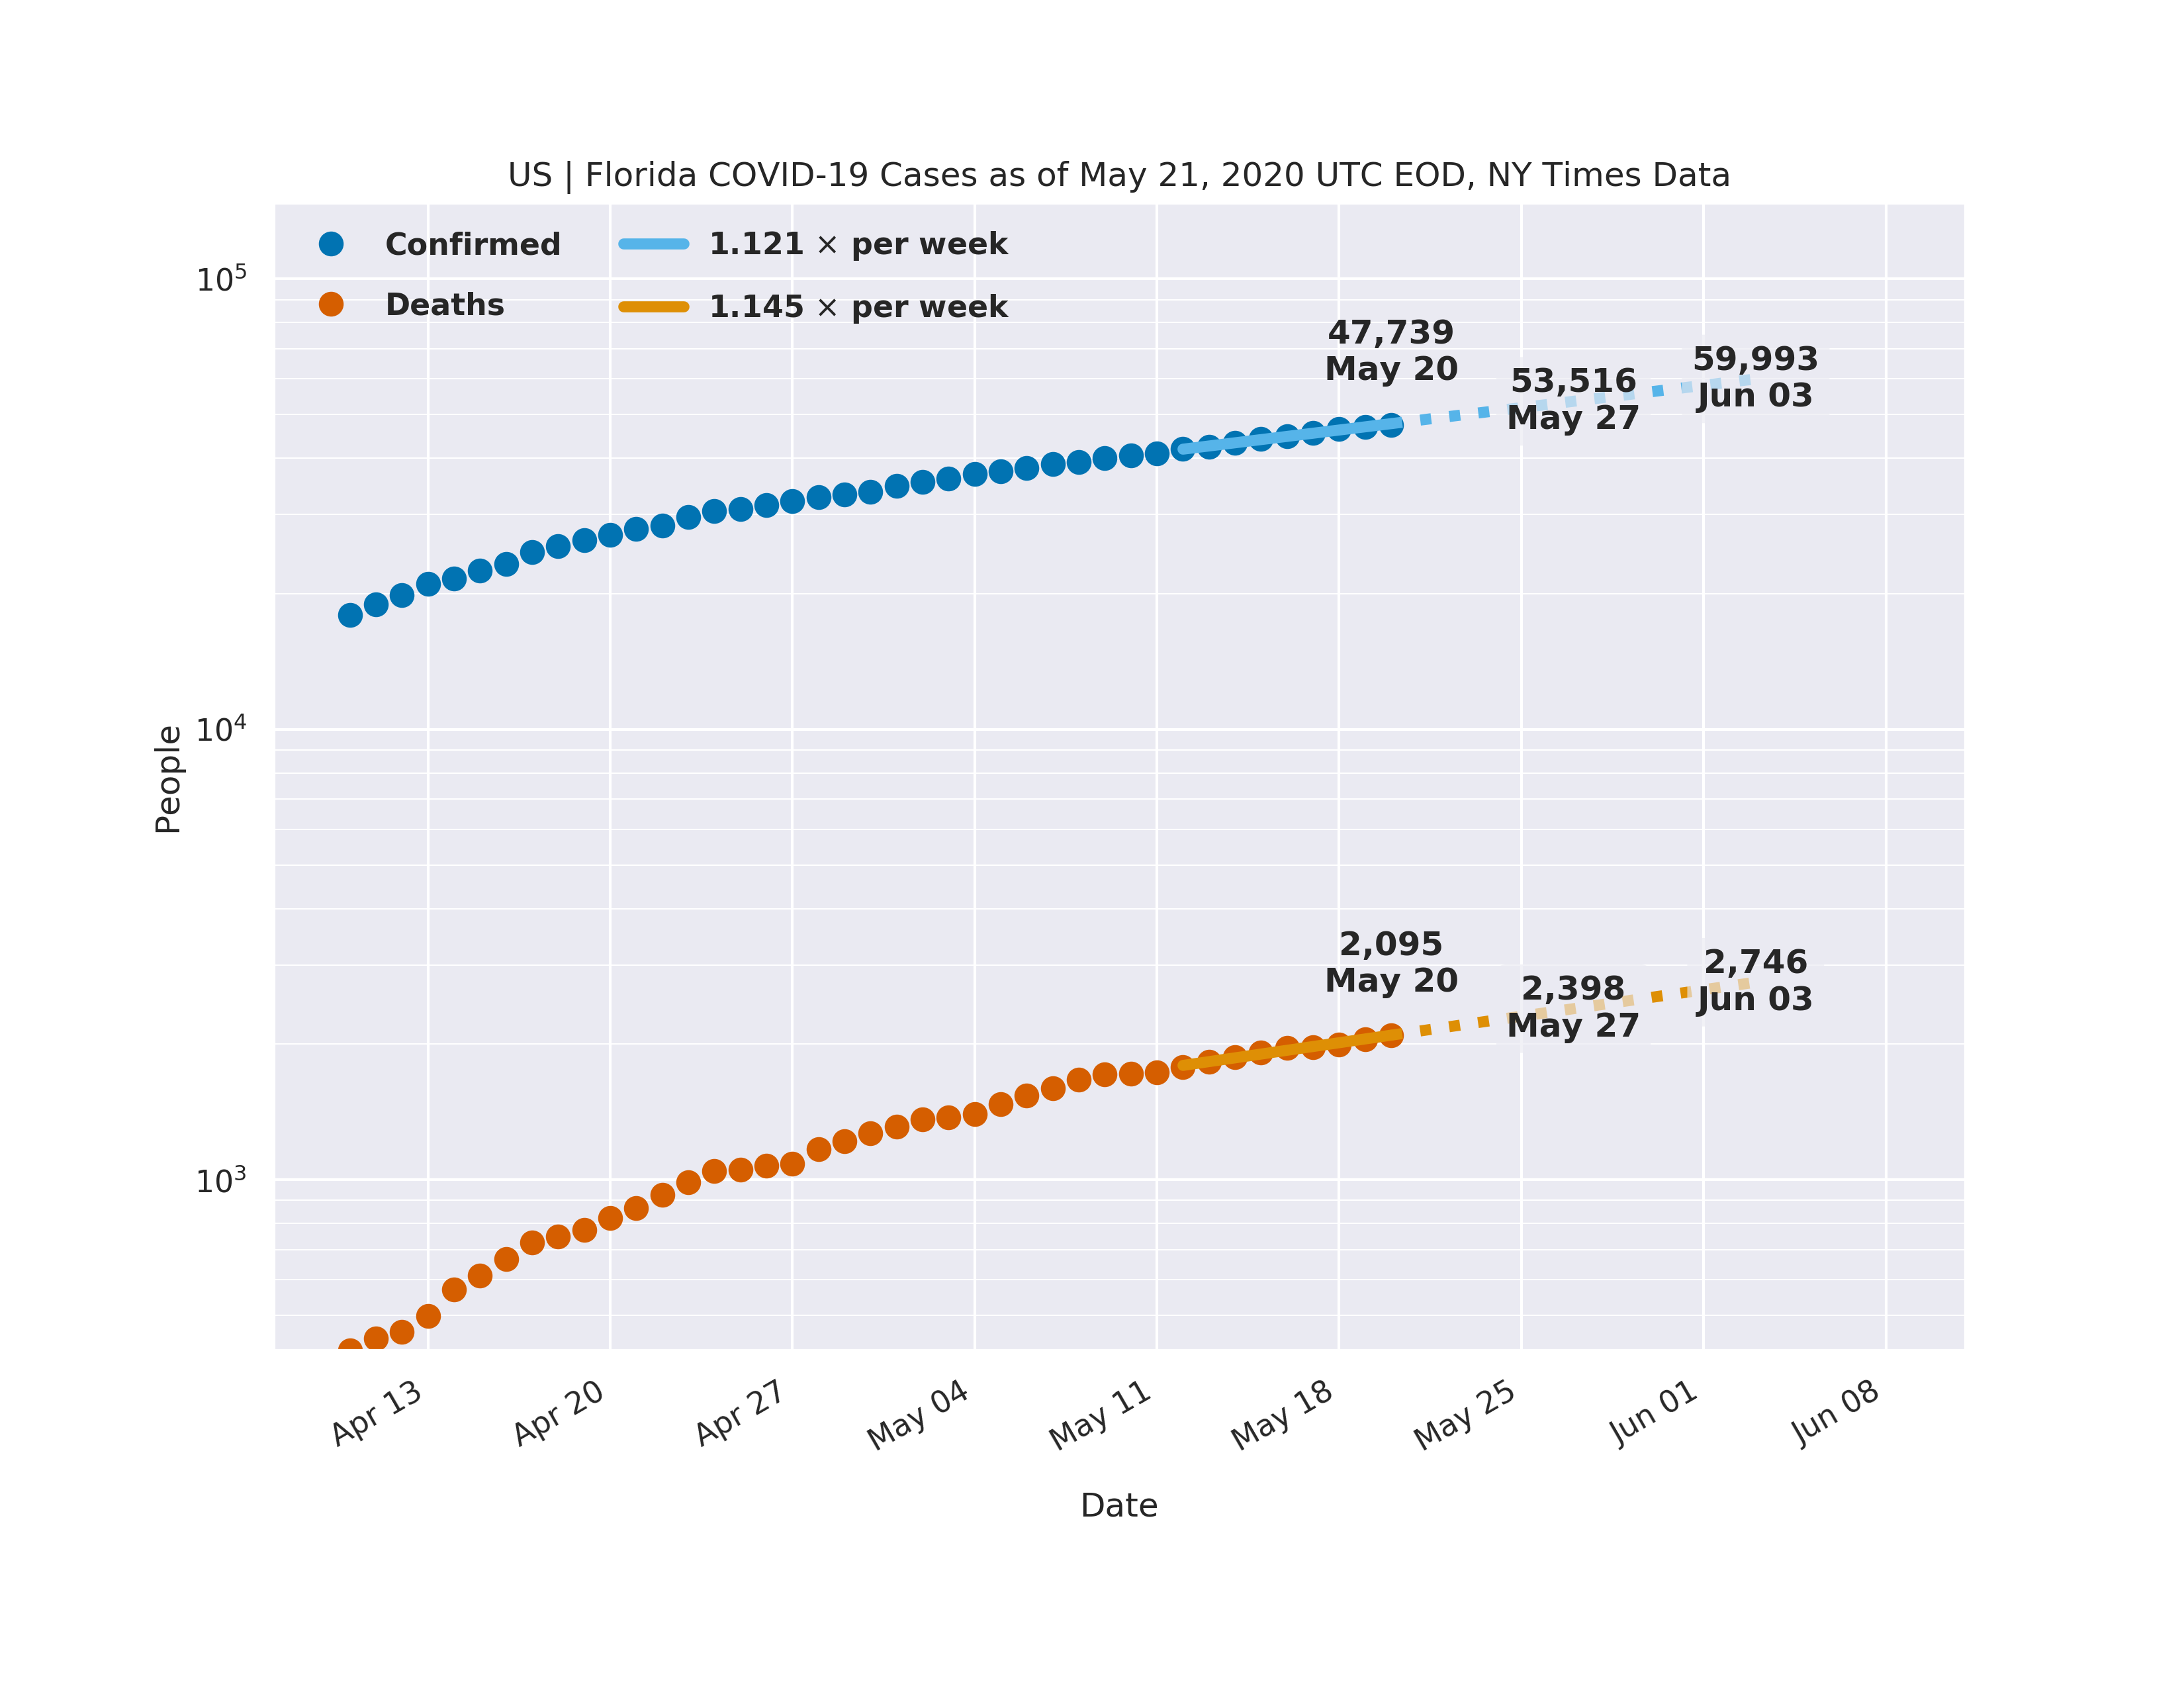 US | Florida COVID-19 Cases as of May 21, 2020 UTC EOD, NY Times Data
Confirmed
Deaths
1.121 × per week
1.145 × per week
47,739
May 20
53,516
May 27
59,993
Jun 03
2,095
May 20
2,398
May 27
2,746
Jun 03
People
10⁵
10⁴
10³
Apr 13
Apr 20
Apr 27
May 04
May 11
May 18
May 25
Jun 01
Jun 08
Date